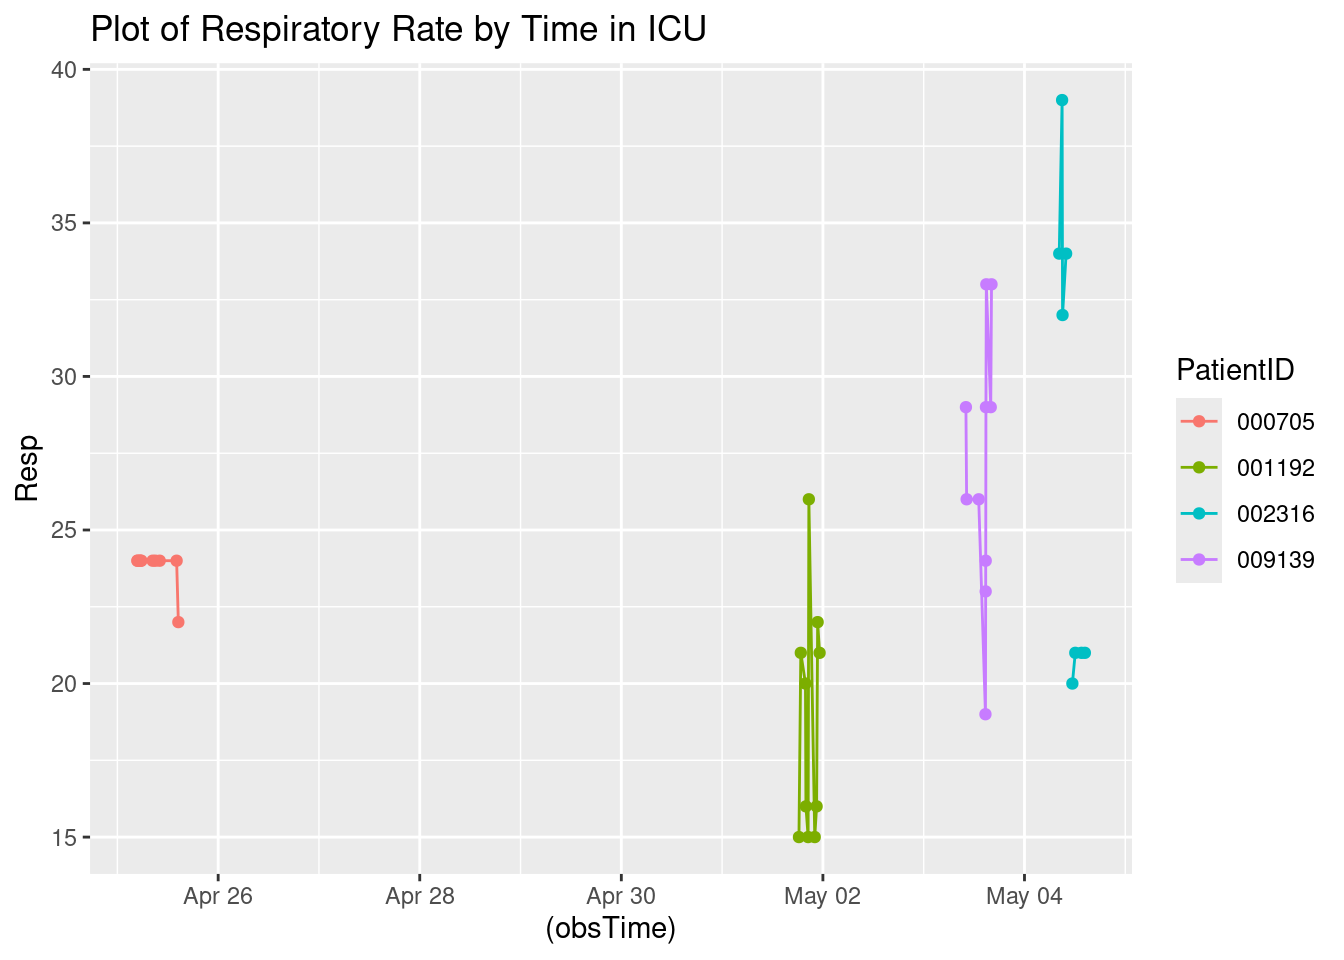 Plot of Respiratory Rate by Time in ICU
40
35
30
25
20
15
Resp
Apr 26
Apr 28
Apr 30
May 02
May 04
(obsTime)
PatientID
000705
001192
002316
009139